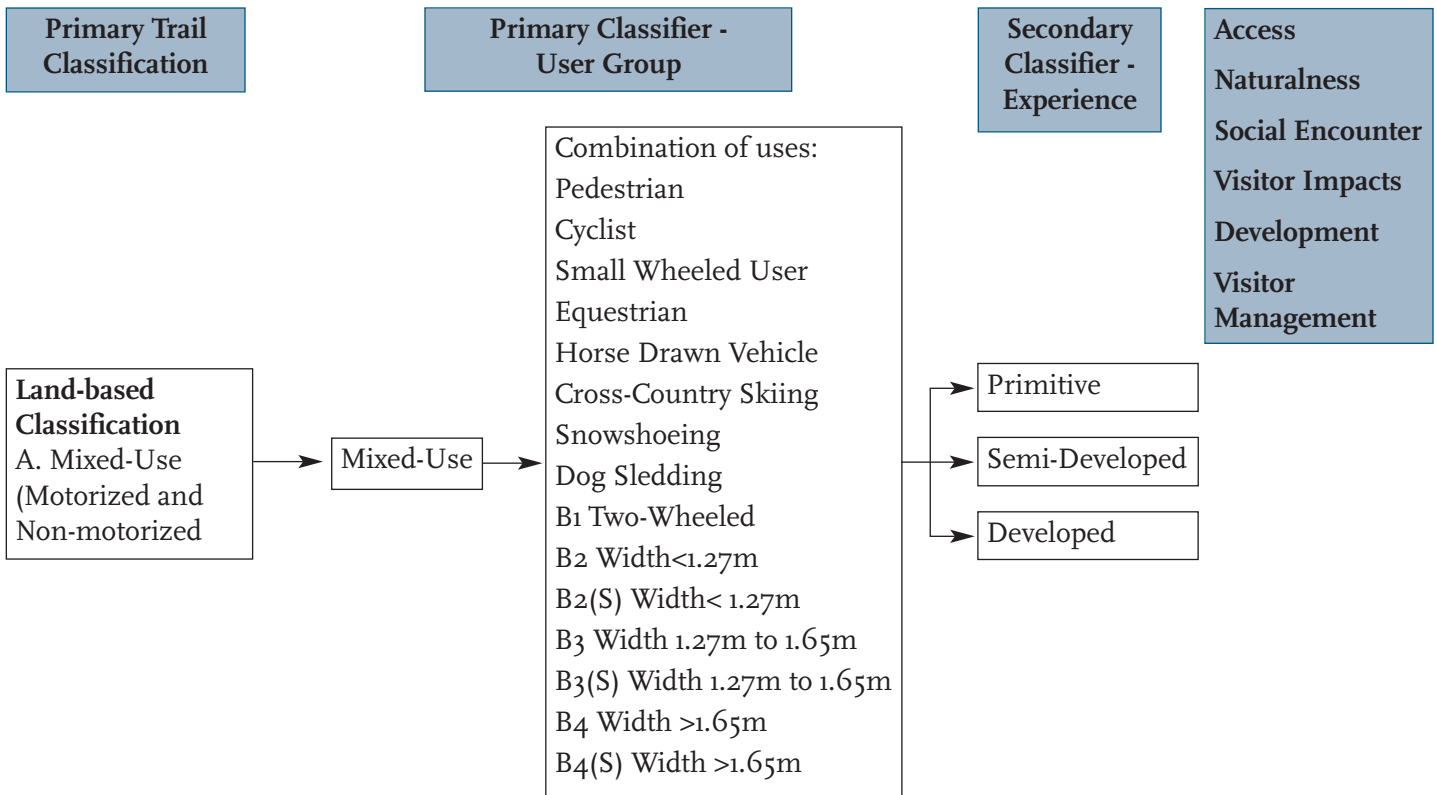 Primary Trail
Classification
Primary Classifier -
User Group
Secondary
Classifier -
Experience
Access
Naturalness
Social Encounter
Visitor Impacts
Development
Visitor
Management
Land-based
Classification
A. Mixed-Use
(Motorized and
Non-motorized
Mixed-Use
Combination of uses:
Pedestrian
Cyclist
Small Wheeled User
Equestrian
Horse Drawn Vehicle
Cross-Country Skiing
Snowshoeing
Dog Sledding
B1 Two-Wheeled
B2 Width<1.27m
B2(S) Width< 1.27m
B3 Width 1.27m to 1.65m
B3(S) Width 1.27m to 1.65m
B4 Width >1.65m
B4(S) Width >1.65m
Primitive
Semi-Developed
Developed